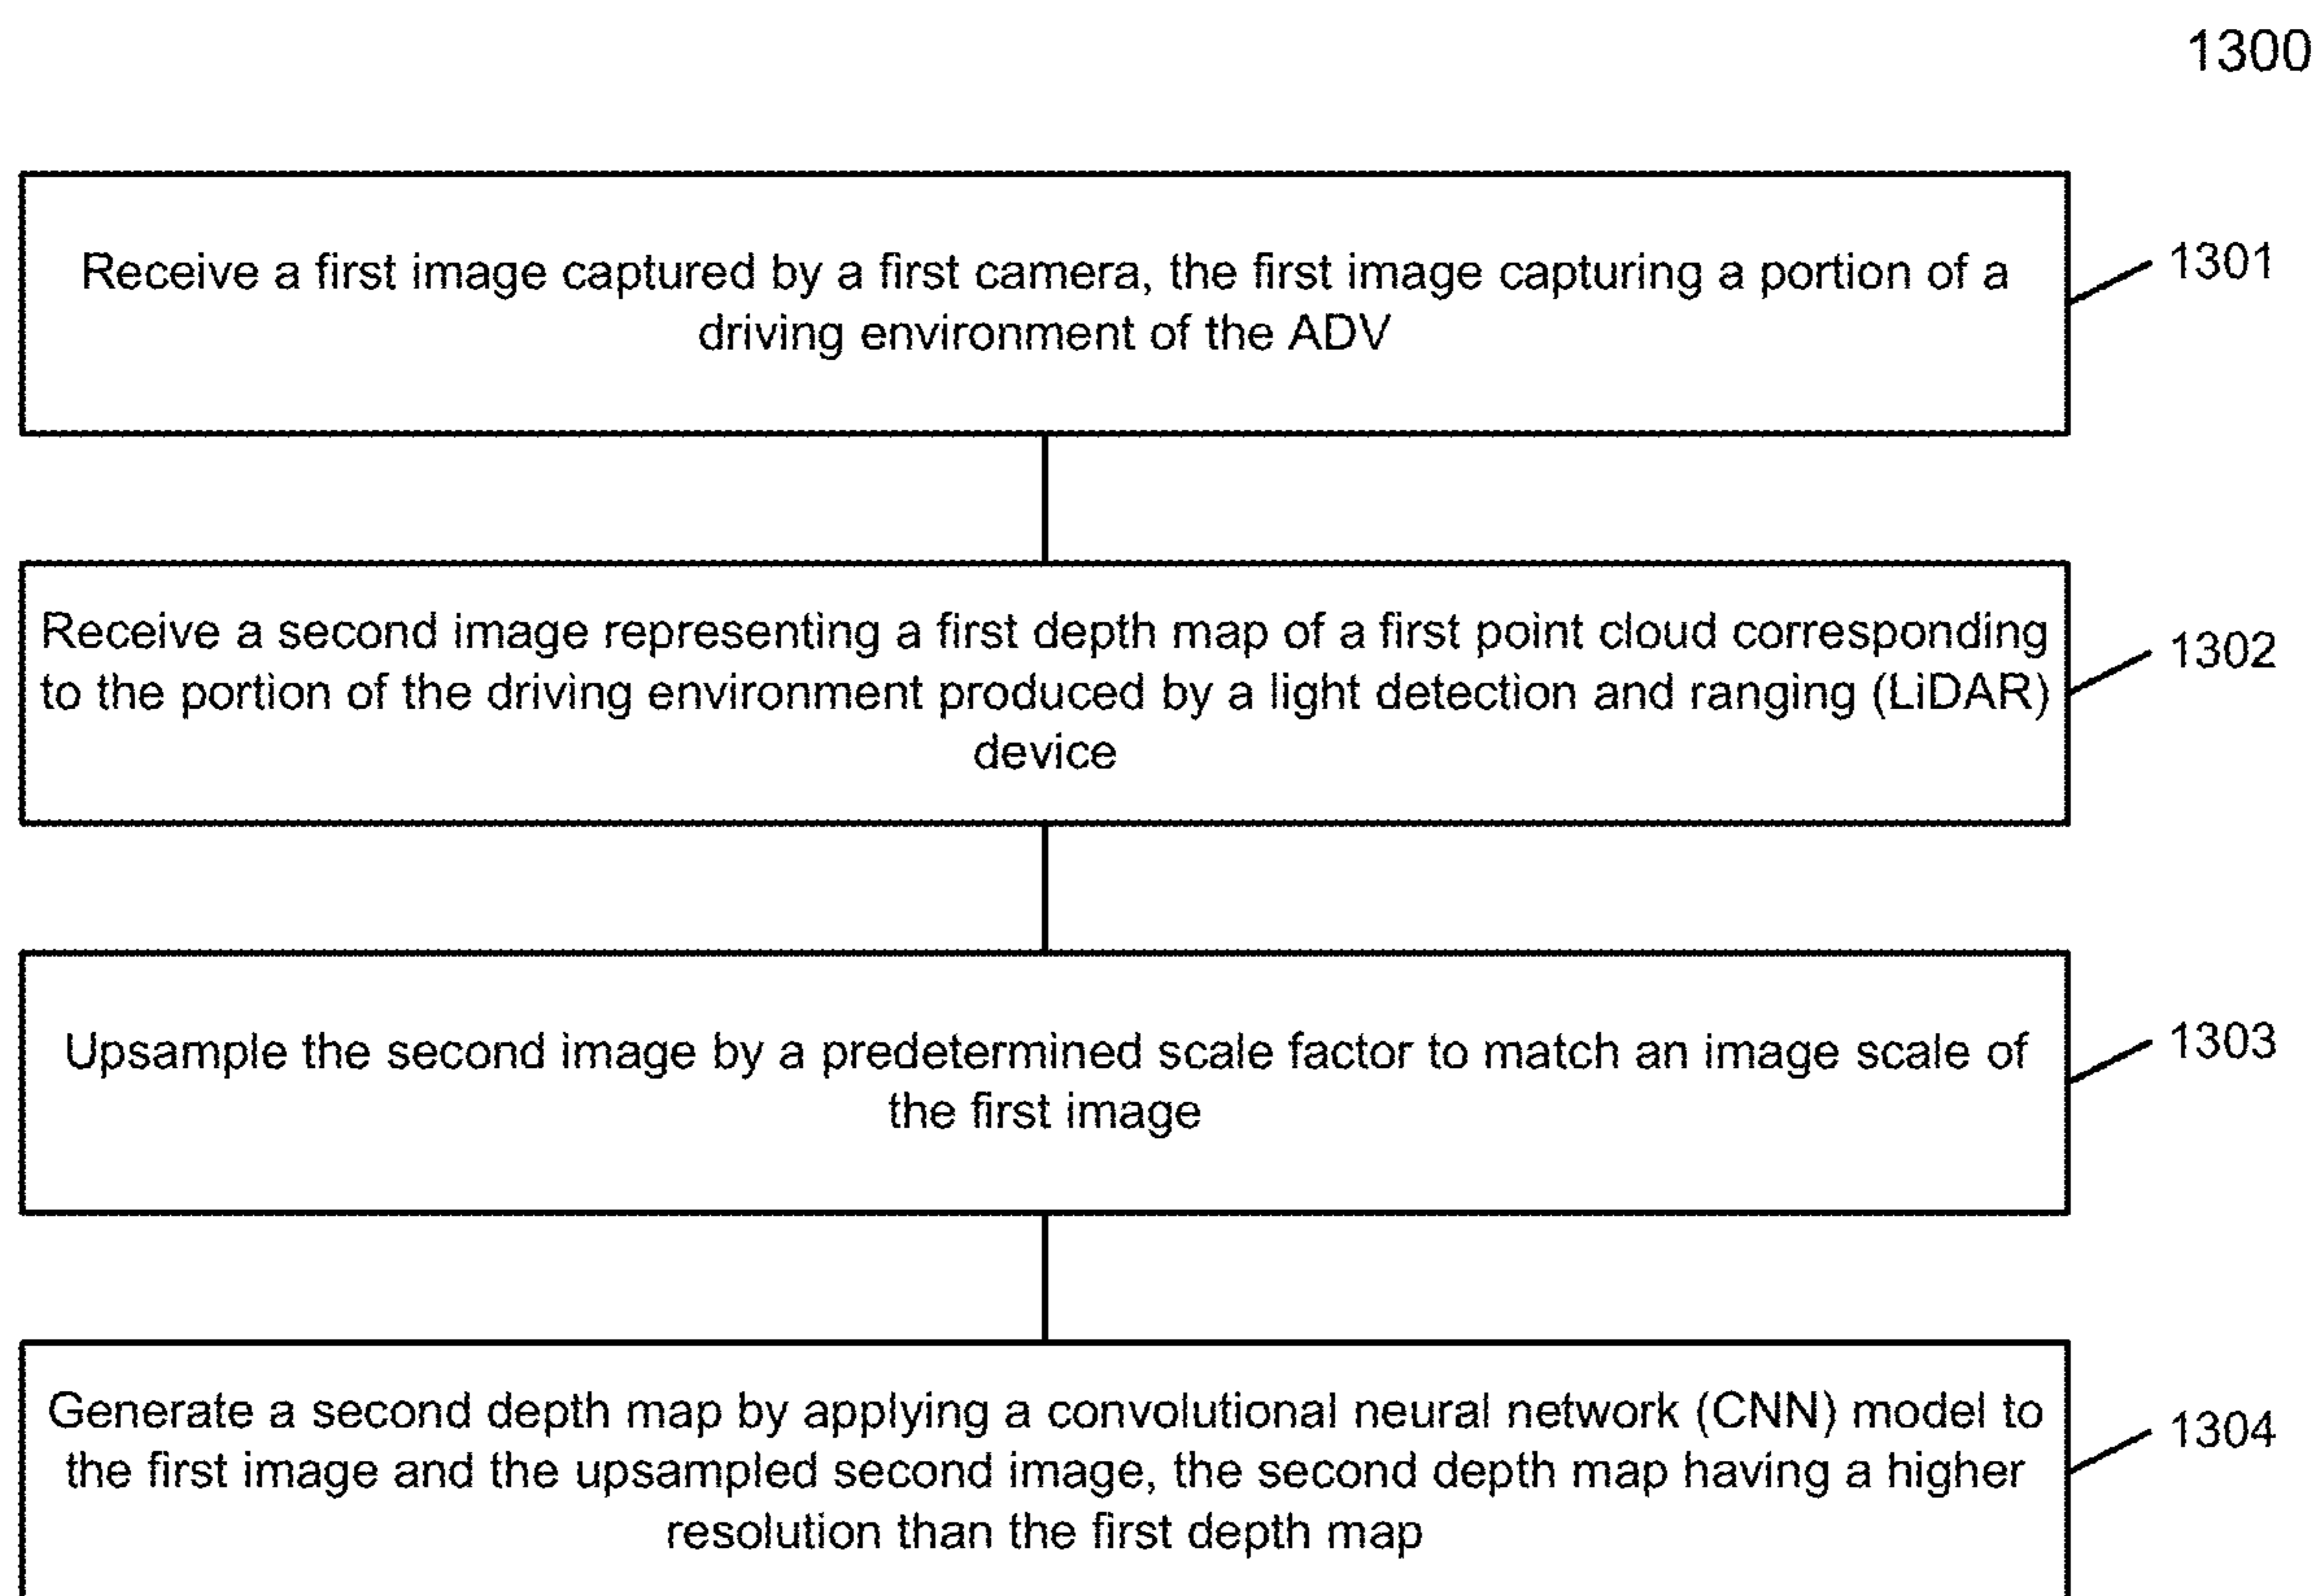 1300
Receive a first image captured by a first camera, the first image capturing a portion of a
driving environment of the ADV
1301
Receive a second image representing a first depth map of a first point cloud corresponding
to the portion of the driving environment produced by a light detection and ranging (LiDAR)
device
1302
Upsample the second image by a predetermined scale factor to match an image scale of
the first image
1303
Generate a second depth map by applying a convolutional neural network (CNN) model to
the first image and the upsampled second image, the second depth map having a higher
resolution than the first depth map
1304